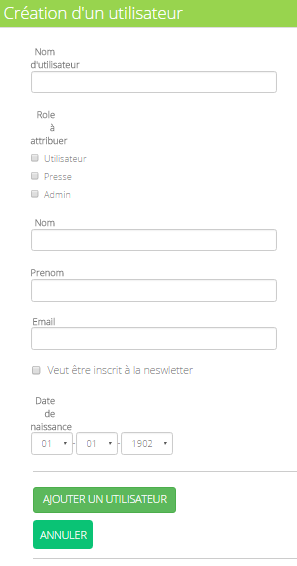 Création d'un utilisateur
Nom
d'utilisateur
Role
à
attribuer
Utilisateur
Presse
Admin
Nom
Prenom
Email
Veut être inscrit à la neswletter
Date
de
naissance
01 - 01 - 1902
AJOUTER UN UTILISATEUR
ANNULER